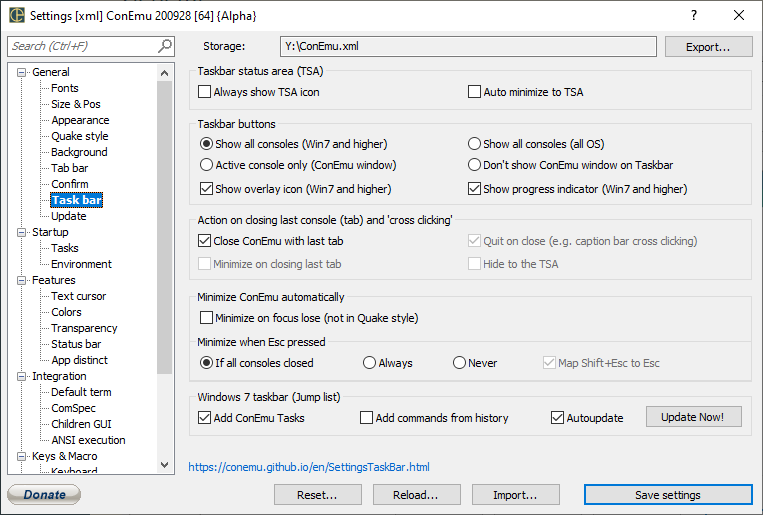 Settings [xml] ConEmu 200928 [64] {Alpha}
?
Search (Ctrl+F)
General
Fonts
Size & Pos
Appearance
Quake style
Background
Tab bar
Confirm
Task bar
Update
Startup
Tasks
Environment
Features
Text cursor
Colors
Transparency
Status bar
App distinct
Integration
Default term
ComSpec
Children GUI
ANSI execution
Keys & Macro
Keyboard
Donate
Storage: Y:\ConEmu.xml Export...
Taskbar status area (TSA)
Always show TSA icon Auto minimize to TSA
Taskbar buttons
Show all consoles (Win7 and higher) Show all consoles (all OS)
Active console only (ConEmu window) Don't show ConEmu window on Taskbar
Show overlay icon (Win7 and higher) Show progress indicator (Win7 and higher)
Action on closing last console (tab) and 'cross clicking'
Close ConEmu with last tab Quit on close (e.g. caption bar cross clicking)
Minimize on closing last tab Hide to the TSA
Minimize ConEmu automatically
Minimize on focus lose (not in Quake style)
Minimize when Esc pressed
If all consoles closed Always Never Map Shift+Esc to Esc
Windows 7 taskbar (Jump list)
Add ConEmu Tasks Add commands from history Autoupdate Update Now!
https://conemu.github.io/en/SettingsTaskBar.html
Reset... Reload... Import... Save settings